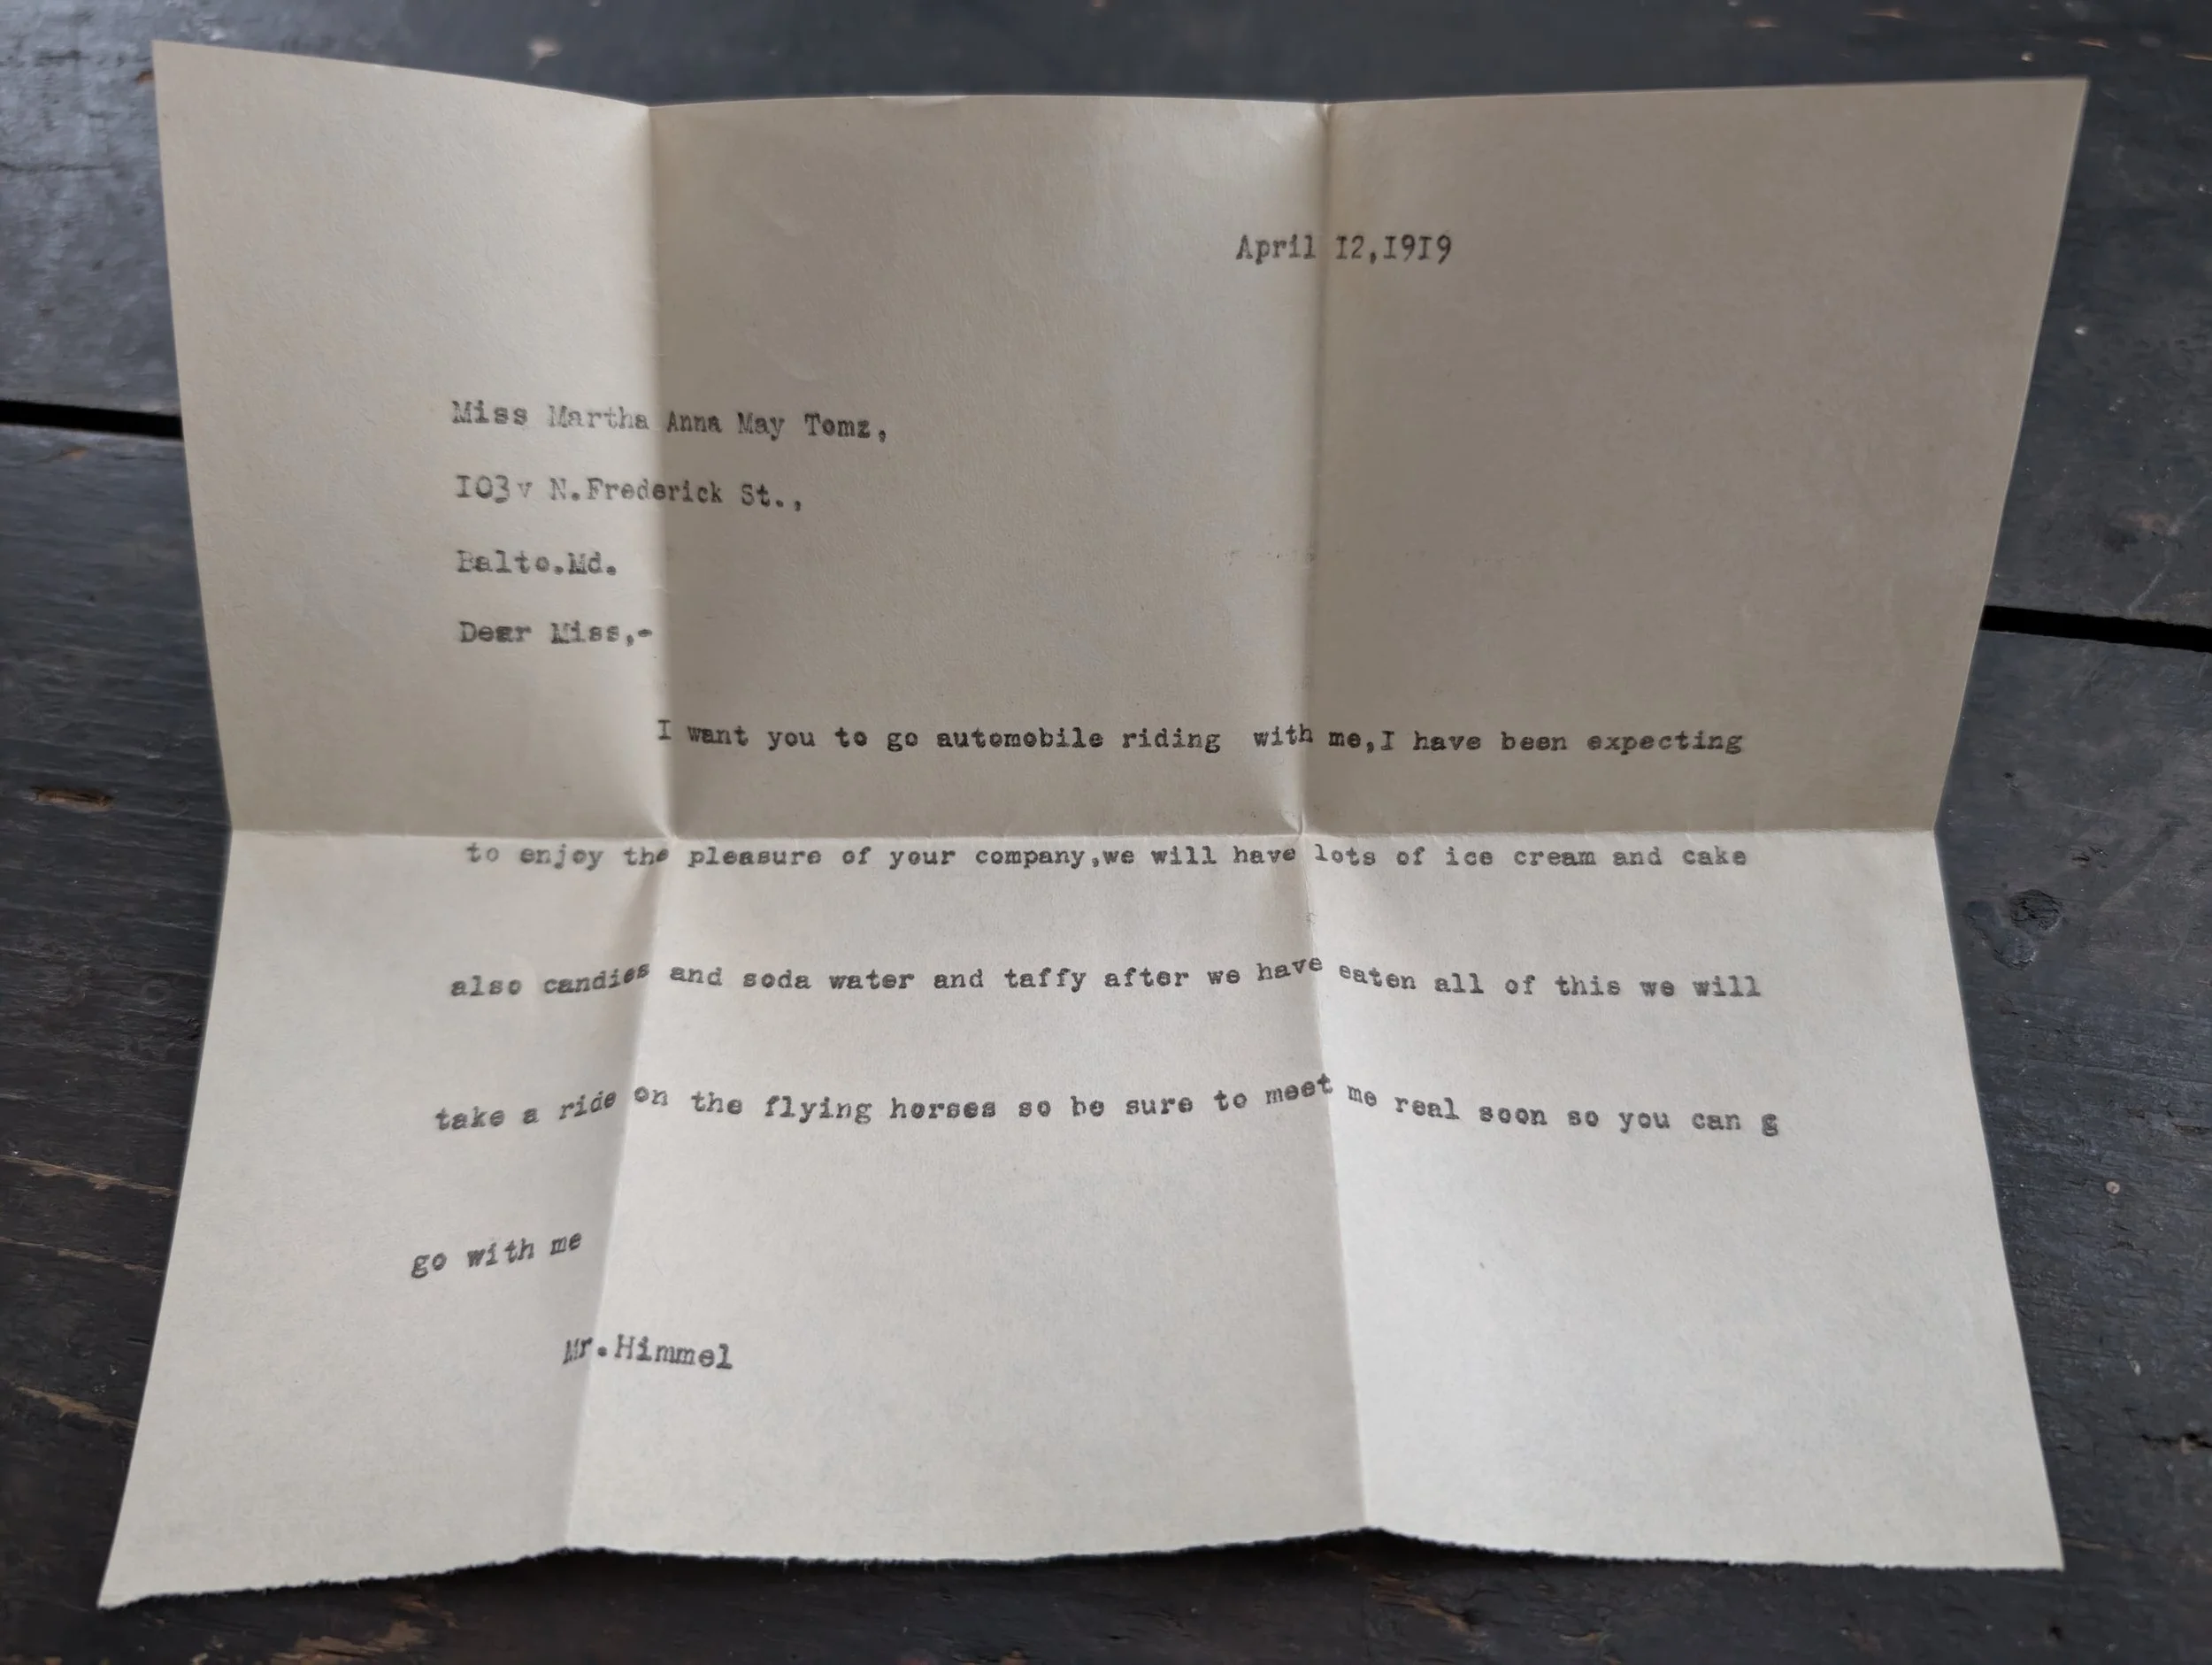 April 12,1919
Miss Martha Anna May Tomz,
103v N.Frederick St.,
Balto.Md.
Dear Miss,-
I want you to go automobile riding  with me,I have been expecting
to enjoy the pleasure of your company,we will have lots of ice cream and cake
also candies and soda water and taffy after we have eaten all of this we will
take a ride on the flying horses so be sure to meet me real soon so you can g
go with me
Mr.Himmel